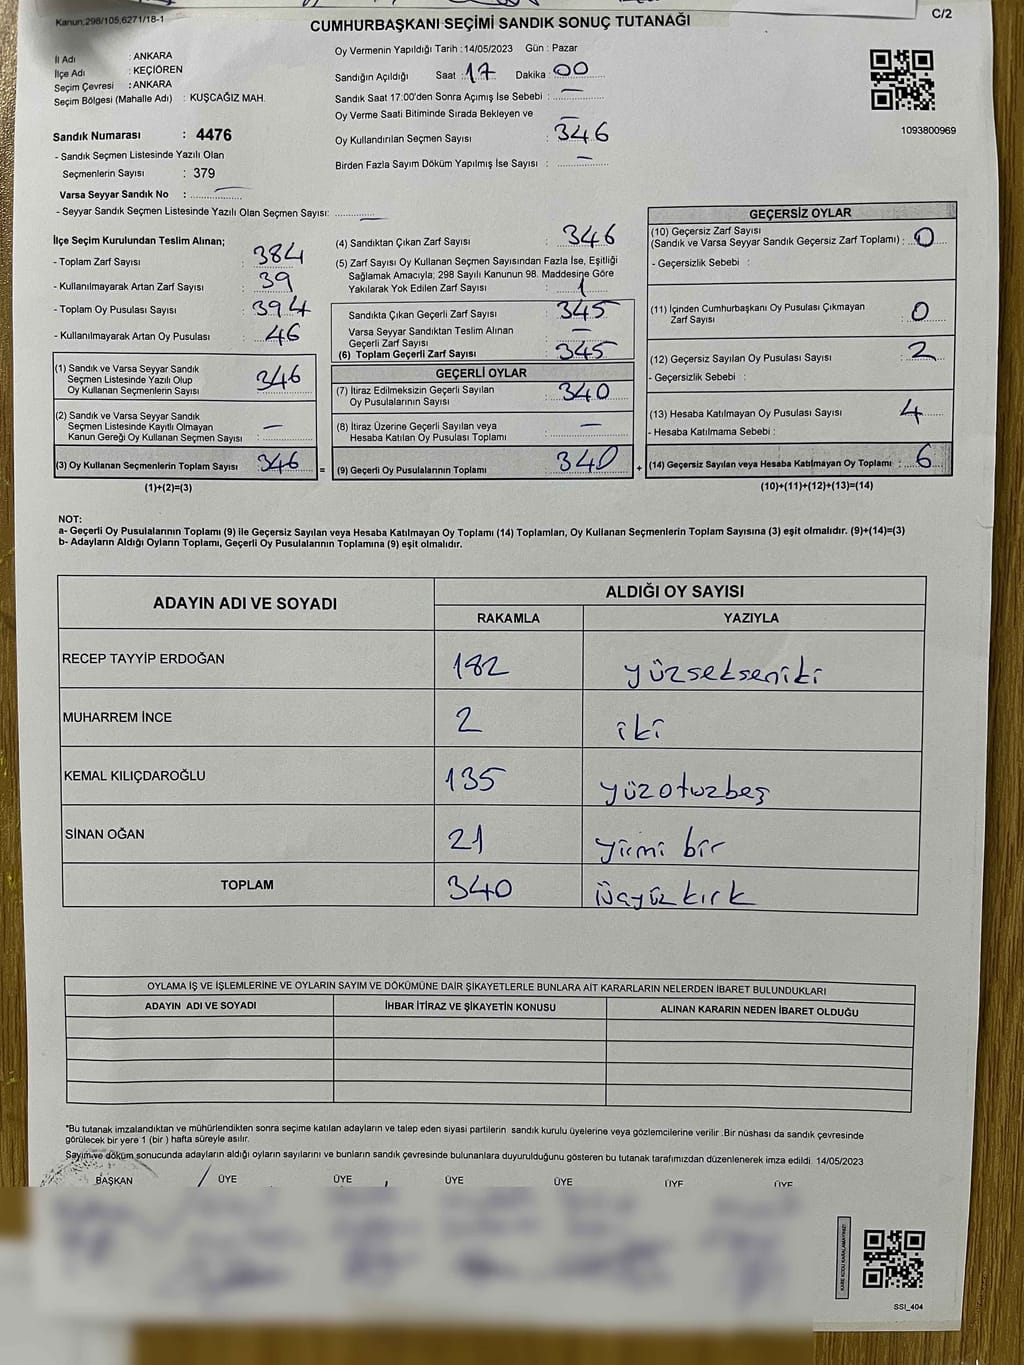 Kanun;298/105,6271/18-1
CUMHURBAŞKANI SEÇİMİ SANDIK SONUÇ TUTANAĞI
C/2
İl Adı : ANKARA
İlçe Adı : KEÇİÖREN
Seçim Çevresi : ANKARA
Seçim Bölgesi (Mahalle Adı) : KUŞCAĞIZ MAH.
Sandık Numarası : 4476
- Sandık Seçmen Listesinde Yazılı Olan
Seçmenlerin Sayısı : 379
Varsa Seyyar Sandık No :
- Seyyar Sandık Seçmen Listesinde Yazılı Olan Seçmen Sayısı:
Oy Vermenin Yapıldığı Tarih : 14/05/2023 Gün : Pazar
Sandığın Açıldığı Saat : 17 Dakika : 00
Sandık Saat 17:00'den Sonra Açımış İse Sebebi : —
Oy Verme Saati Bitiminde Sırada Bekleyen ve
Oy Kullandırılan Seçmen Sayısı : 346
Birden Fazla Sayım Döküm Yapılmış İse Sayısı : —
1093800969
İlçe Seçim Kurulundan Teslim Alınan;
- Toplam Zarf Sayısı : 384
- Kullanılmayarak Artan Zarf Sayısı : 39
- Toplam Oy Pusulası Sayısı : 394
- Kullanılmayarak Artan Oy Pusulası : 46
(1) Sandık ve Varsa Seyyar Sandık
Seçmen Listesinde Yazılı Olup
Oy Kullanan Seçmenlerin Sayısı : 346
(2) Sandık ve Varsa Seyyar Sandık
Seçmen Listesinde Kayıtlı Olmayan
Kanun Gereği Oy Kullanan Seçmen Sayısı : —
(3) Oy Kullanan Seçmenlerin Toplam Sayısı : 346 =
(1)+(2)=(3)
(4) Sandıktan Çıkan Zarf Sayısı : 346
(5) Zarf Sayısı Oy Kullanan Seçmen Sayısından Fazla İse, Eşitliği
Sağlamak Amacıyla; 298 Sayılı Kanunun 98. Maddesine Göre
Yakılarak Yok Edilen Zarf Sayısı : 1
Sandıkta Çıkan Geçerli Zarf Sayısı : 345
Varsa Seyyar Sandıktan Teslim Alınan
Geçerli Zarf Sayısı : —
(6) Toplam Geçerli Zarf Sayısı : 345
GEÇERLİ OYLAR
(7) İtiraz Edilmeksizin Geçerli Sayılan
Oy Pusulalarının Sayısı : 340
(8) İtiraz Üzerine Geçerli Sayılan veya
Hesaba Katılan Oy Pusulası Toplamı : —
(9) Geçerli Oy Pusulalarının Toplamı : 340 +
GEÇERSİZ OYLAR
(10) Geçersiz Zarf Sayısı
(Sandık ve Varsa Seyyar Sandık Geçersiz Zarf Toplamı) : 0
- Geçersizlik Sebebi :
(11) İçinden Cumhurbaşkanı Oy Pusulası Çıkmayan
Zarf Sayısı : 0
(12) Geçersiz Sayılan Oy Pusulası Sayısı : 2
- Geçersizlik Sebebi :
(13) Hesaba Katılmayan Oy Pusulası Sayısı : 4
- Hesaba Katılmama Sebebi :
(14) Geçersiz Sayılan veya Hesaba Katılmayan Oy Toplamı : 6
(10)+(11)+(12)+(13)=(14)
NOT:
a- Geçerli Oy Pusulalarının Toplamı (9) ile Geçersiz Sayılan veya Hesaba Katılmayan Oy Toplamı (14) Toplamları, Oy Kullanan Seçmenlerin Toplam Sayısına (3) eşit olmalıdır. (9)+(14)=(3)
b- Adayların Aldığı Oyların Toplamı, Geçerli Oy Pusulalarının Toplamına (9) eşit olmalıdır.
ADAYIN ADI VE SOYADI
ALDIĞI OY SAYISI
RAKAMLA YAZIYLA
RECEP TAYYİP ERDOĞAN 182 yüzsekseniki
MUHARREM İNCE 2 iki
KEMAL KILIÇDAROĞLU 135 yüzotuzbeş
SİNAN OĞAN 21 yirmi bir
TOPLAM 340 üçyüz kırk
OYLAMA İŞ VE İŞLEMLERİNE VE OYLARIN SAYIM VE DÖKÜMÜNE DAİR ŞİKAYETLERLE BUNLARA AİT KARARLARIN NELERDEN İBARET BULUNDUKLARI
ADAYIN ADI VE SOYADI İHBAR İTİRAZ VE ŞİKAYETİN KONUSU ALINAN KARARIN NEDEN İBARET OLDUĞU
*Bu tutanak imzalandıktan ve mühürlendikten sonra seçime katılan adayların ve talep eden siyasi partilerin sandık kurulu üyelerine veya gözlemcilerine verilir .Bir nüshası da sandık çevresinde
görülecek bir yere 1 (bir ) hafta süreyle asılır.
Sayım ve döküm sonucunda adayların aldığı oyların sayılarını ve bunların sandık çevresinde bulunanlara duyurulduğunu gösteren bu tutanak tarafımızdan düzenlenerek imza edildi. 14/05/2023
BAŞKAN ÜYE ÜYE ÜYE ÜYE ÜYE ÜYE
KARE KODU KARALAMAYINIZ!
SSI_404